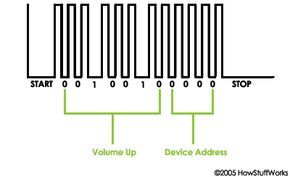 START 0 0 1 0 0 1 0 0 0 0 0 STOP
Volume Up Device Address
©2005 HowStuffWorks